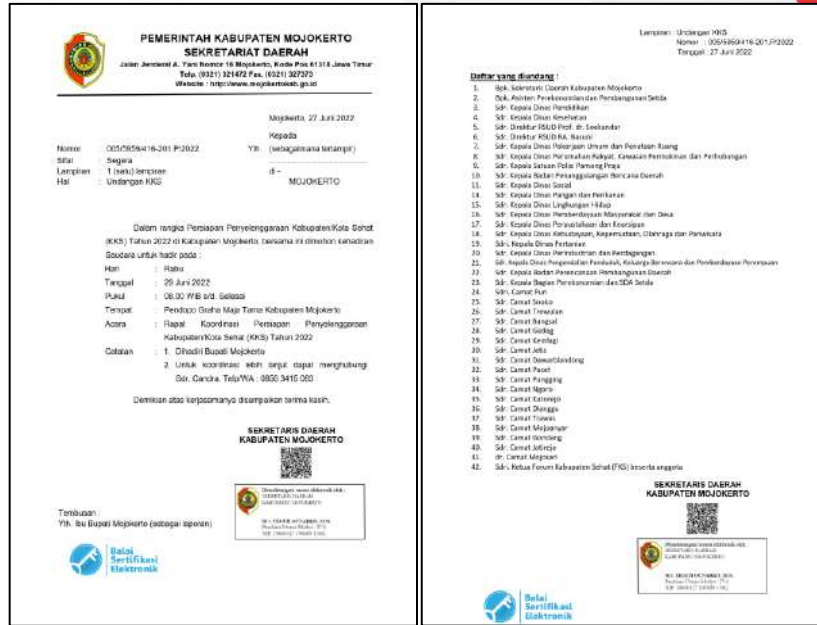 PEMERINTAH KABUPATEN MOJOKERTO
SEKRETARIAT DAERAH
Jalan Jenderal A. Yani Nomor 16 Mojokerto, Kode Pos 61318 Jawa Timur
Telp. (0321) 321472 Fax. (0321) 327373
Website : http://www.mojokertokab.go.id
Mojokerto, 27 Juni 2022
Kepada
Nomor : 005/5959/416-201.P/2022 Yth. (sebagaimana terlampir)
Sifat : Segera
Lampiran : 1 (satu) lampiran di –
Hal : Undangan KKS MOJOKERTO
Dalam rangka Persiapan Penyelenggaraan Kabupaten/Kota Sehat
(KKS) Tahun 2022 di Kabupaten Mojokerto, bersama ini dimohon kehadiran
Saudara untuk hadir pada :
Hari : Rabu
Tanggal : 29 Juni 2022
Pukul : 08.00 WIB s/d. Selesai
Tempat : Pendopo Graha Maja Tama Kabupaten Mojokerto
Acara : Rapat Koordinasi Persiapan Penyelenggaraan
Kabupaten/Kota Sehat (KKS) Tahun 2022
Catatan : 1. Dihadiri Bupati Mojokerto
2. Untuk koordinasi lebih lanjut dapat menghubungi
Sdr. Candra, Telp/WA :
Demikian atas kerjasamanya disampaikan terima kasih.
SEKRETARIS DAERAH
KABUPATEN MOJOKERTO
Ditandatangani secara elektronik oleh :
SEKRETARIS DAERAH
KABUPATEN MOJOKERTO
Tembusan :
Yth. Ibu Bupati Mojokerto (sebagai laporan)
Balai
Sertifikasi
Elektronik
Lampiran : Undangan KKS
Nomor : 005/5959/416-201.P/2022
Tanggal : 27 Juni 2022
Daftar yang diundang :
1. Bpk. Sekretaris Daerah Kabupaten Mojokerto
2. Bpk. Asisten Perekonomian dan Pembangunan Setda
3. Sdr. Kepala Dinas Pendidikan
4. Sdr. Kepala Dinas Kesehatan
5. Sdr. Direktur RSUD Prof. dr. Soekandar
6. Sdr. Direktur RSUD RA. Basuni
7. Sdr. Kepala Dinas Pekerjaan Umum dan Penataan Ruang
8. Sdr. Kepala Dinas Perumahan Rakyat, Kawasan Permukiman dan Perhubungan
9. Sdr. Kepala Satuan Polisi Pamong Praja
10. Sdr. Kepala Badan Penanggulangan Bencana Daerah
11. Sdr. Kepala Dinas Sosial
14. Sdr. Kepala Dinas Pangan dan Perikanan
15. Sdr. Kepala Dinas Lingkungan Hidup
16. Sdr. Kepala Dinas Pemberdayaan Masyarakat dan Desa
17. Sdr. Kepala Dinas Perpustakaan dan Kearsipan
18. Sdr. Kepala Dinas Kebudayaan, Kepemudaan, Olahraga dan Pariwisata
19. Sdri. Kepala Dinas Pertanian
20. Sdr. Kepala Dinas Perindustrian dan Perdagangan
21. Sdr. Kepala Dinas Pengendalian Penduduk, Keluarga Berencana dan Pemberdayaan Perempuan
22. Sdr. Kepala Badan Perencanaan Pembangunan Daerah
23. Sdr. Kepala Bagian Perekonomian dan SDA Setda
24. Sdri. Camat Puri
25. Sdr. Camat Sooko
26. Sdr. Camat Trowulan
27. Sdr. Camat Bangsal
28. Sdr. Camat Gedeg
29. Sdr. Camat Kemlagi
30. Sdr. Camat Jetis
31. Sdr. Camat Dawarblandong
32. Sdr. Camat Pacet
33. Sdr. Camat Pungging
34. Sdr. Camat Ngoro
35. Sdr. Camat Kutorejo
36. Sdr. Camat Dlanggu
37. Sdr. Camat Trawas
38. Sdr. Camat Mojoanyar
39. Sdr. Camat Gondang
40. Sdr. Camat Jatirejo
41. dr. Camat Mojosari
42. Sdri. Ketua Forum Kabupaten Sehat (FKS) beserta anggota
SEKRETARIS DAERAH
KABUPATEN MOJOKERTO
Balai
Sertifikasi
Elektronik